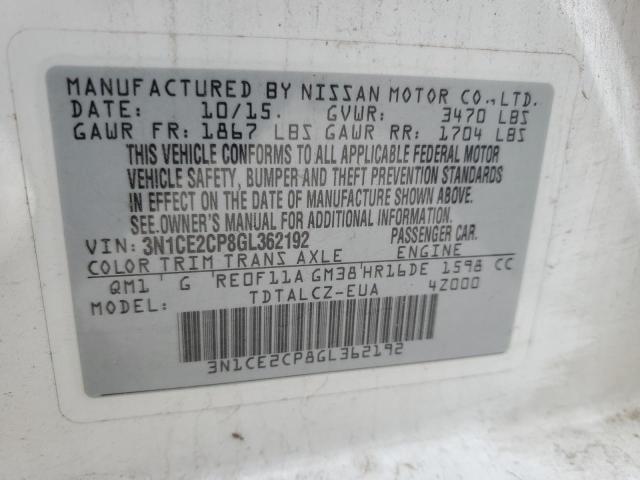 MANUFACTURED BY NISSAN MOTOR CO., LTD.
DATE: 10/15. GVWR: 3470 LBS
GAWR FR: 1867 LBS GAWR RR: 1704 LBS
THIS VEHICLE CONFORMS TO ALL APPLICABLE FEDERAL MOTOR
VEHICLE SAFETY, BUMPER AND THEFT PREVENTION STANDARDS
IN EFFECT ON THE DATE OF MANUFACTURE SHOWN ABOVE.
SEE.OWNER'S MANUAL FOR ADDITIONAL INFORMATION.
VIN: 3N1CE2CP8GL362192 PASSENGER CAR.
COLOR TRIM TRANS AXLE ENGINE
QM1 G RE0F11A GM38 HR16DE 1598 CC
MODEL: TDTALCZ-EUA 4Z000
3N1CE2CP8GL362192